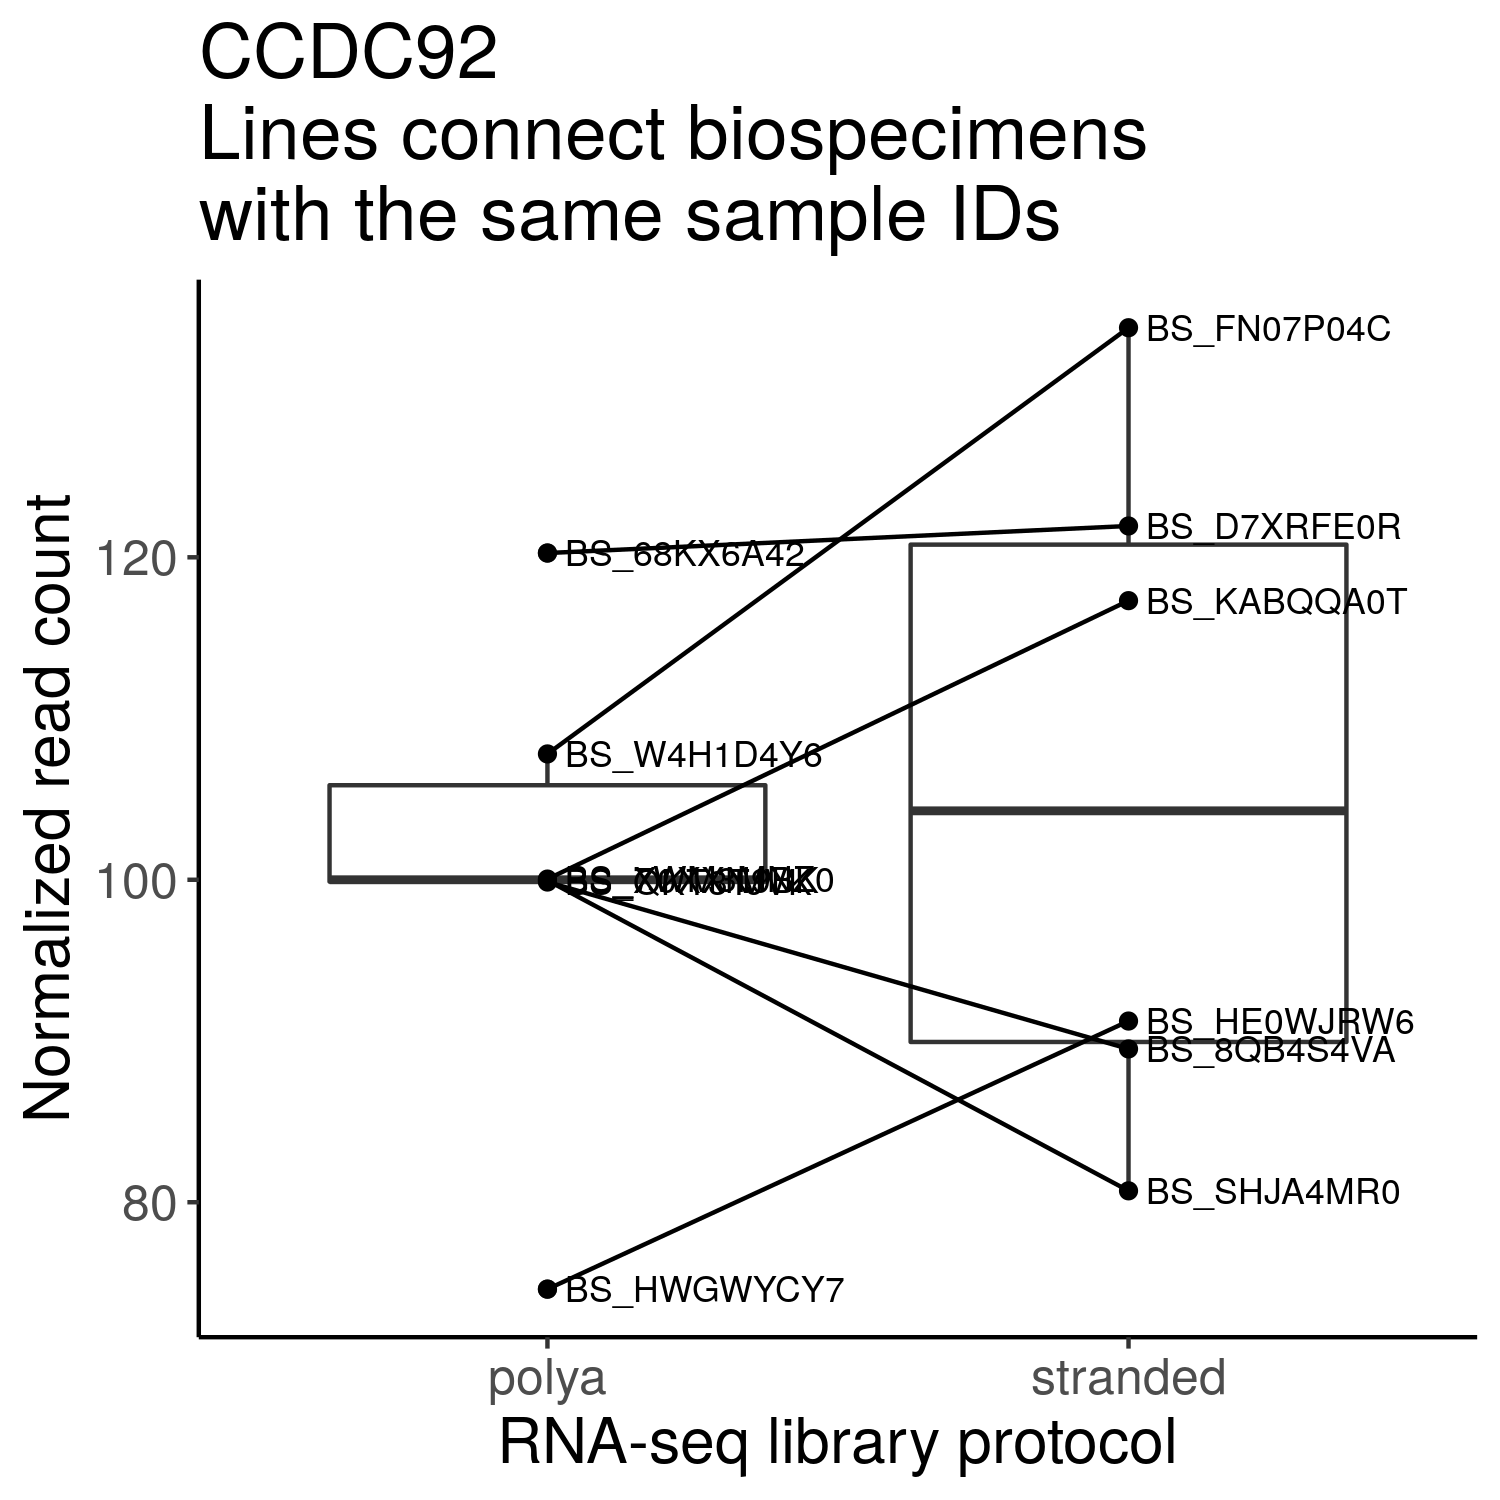 CCDC92
Lines connect biospecimens
with the same sample IDs
Normalized read count
120
100
80
BS_FN07P04C
BS_D7XRFE0R
BS_68KX6A42
BS_KABQQA0T
BS_W4H1D4Y6
BS_HE0WJRW6
BS_8QB4S4VA
BS_SHJA4MR0
BS_HWGWYCY7
polya
stranded
RNA-seq library protocol